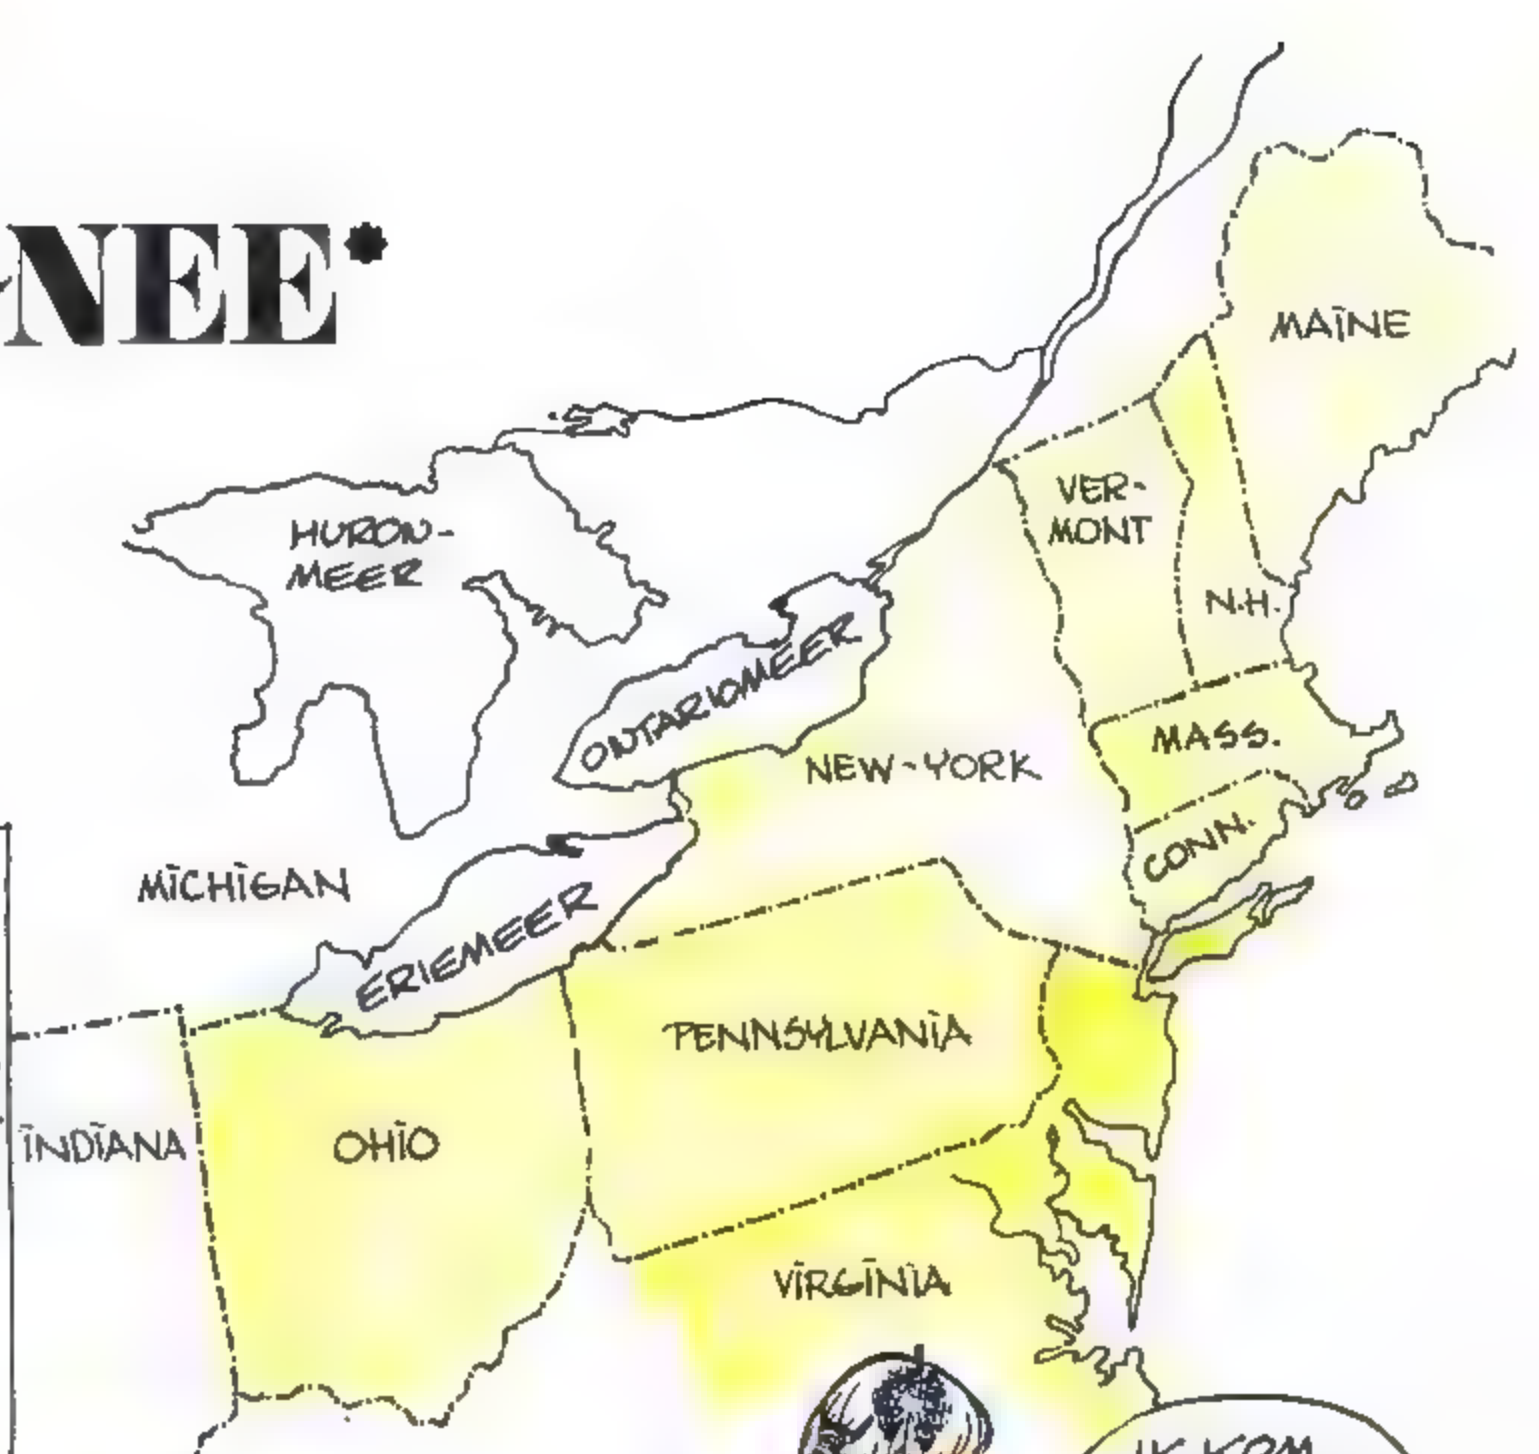 NEE*
MAINE
VER-
MONT
HURON-
MEER
N.H.
ONTARIOMEER
MASS.
NEW-YORK
CONN.
MICHIGAN
ERIEMEER
PENNSYLVANIA
INDIANA
OHIO
VIRGINIA
IK KOM